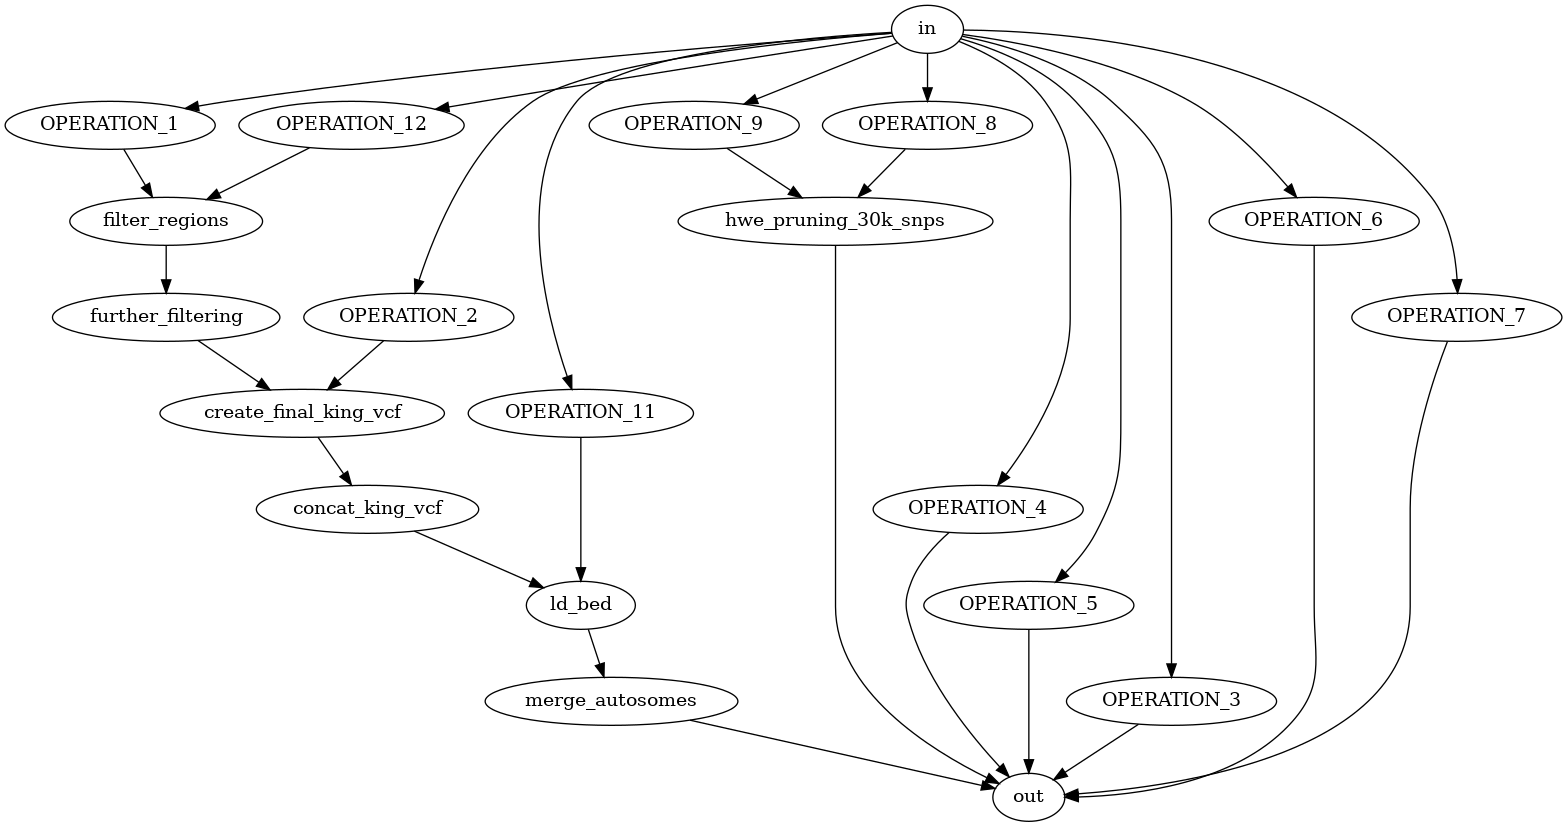 in
OPERATION_1
OPERATION_12
OPERATION_9
OPERATION_8
filter_regions
hwe_pruning_30k_snps
OPERATION_6
further_filtering
OPERATION_2
OPERATION_7
create_final_king_vcf
OPERATION_11
concat_king_vcf
OPERATION_4
ld_bed
OPERATION_5
merge_autosomes
OPERATION_3
out